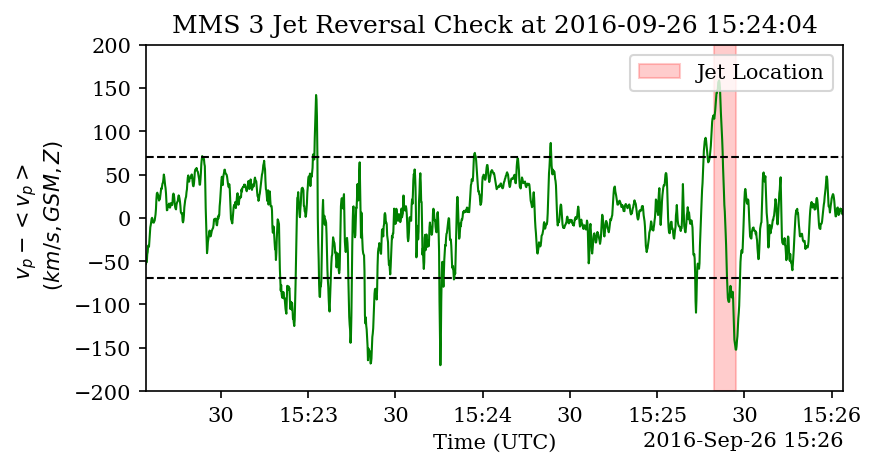 MMS 3 Jet Reversal Check at 2016-09-26 15:24:04
200
150
100
50
0
−50
−100
−150
−200
v_p − < v_p >
(km/s, GSM, Z)
Jet Location
30 15:23 30 15:24 30 15:25 30 15:26
Time (UTC)
2016-Sep-26 15:26